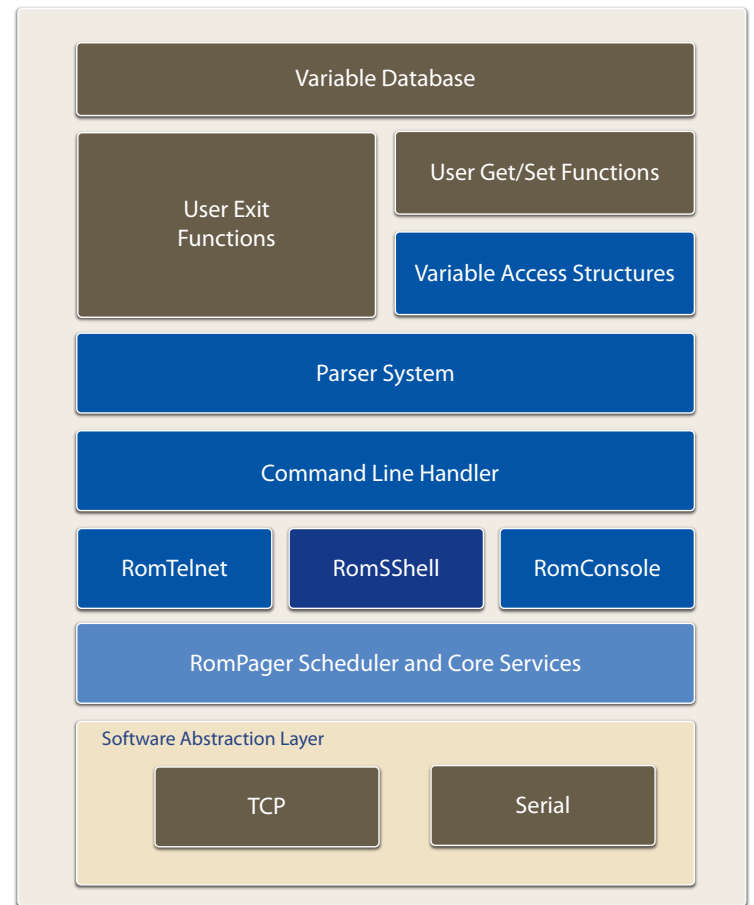 Variable Database
User Exit
Functions
User Get/Set Functions
Variable Access Structures
Parser System
Command Line Handler
RomTelnet
RomSShell
RomConsole
RomPager Scheduler and Core Services
Software Abstraction Layer
TCP
Serial